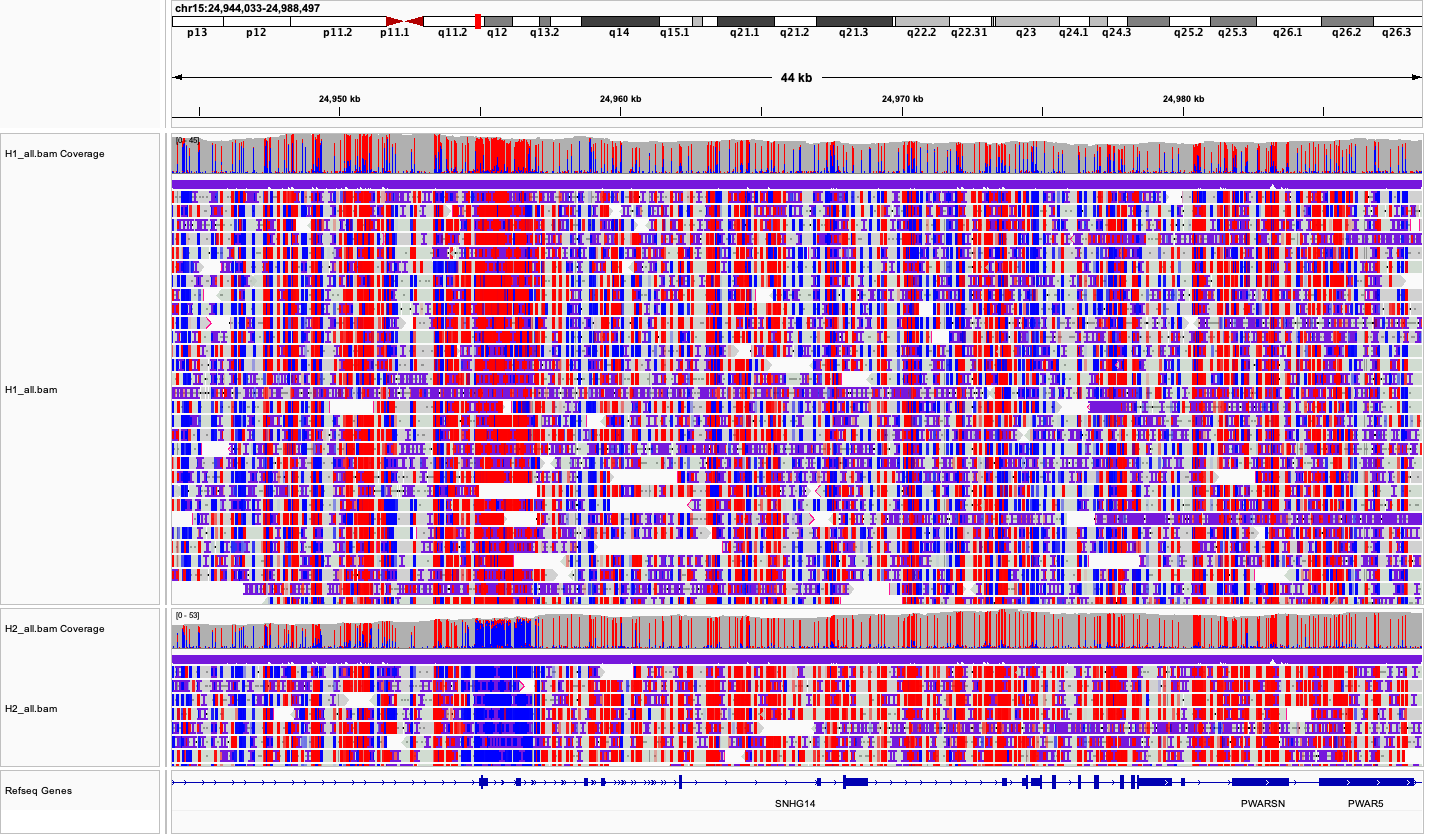 chr15:24,944,033-24,988,497
p13 p12 p11.2 p11.1 q11.2 q12 q13.2 q14 q15.1 q21.1 q21.2 q21.3 q22.2 q22.31 q23 q24.1 q24.3 q25.2 q25.3 q26.1 q26.2 q26.3
44 kb
24,950 kb 24,960 kb 24,970 kb 24,980 kb
[0 - 45]
H1_all.bam Coverage
H1_all.bam
[0 - 53]
H2_all.bam Coverage
H2_all.bam
Refseq Genes
SNHG14 PWARSN PWAR5